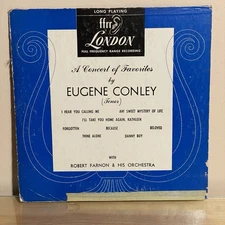 LONG PLAYING
ffrr
LONDON
FULL FREQUENCY RANGE RECORDING
A Concert of Favorites
by
EUGENE CONLEY
(Tenor)
I HEAR YOU CALLING ME AH! SWEET MYSTERY OF LIFE
I'LL TAKE YOU HOME AGAIN, KATHLEEN
FORGOTTEN BECAUSE BELOVED
THINE ALONE DANNY BOY
WITH
ROBERT FARNON & HIS ORCHESTRA